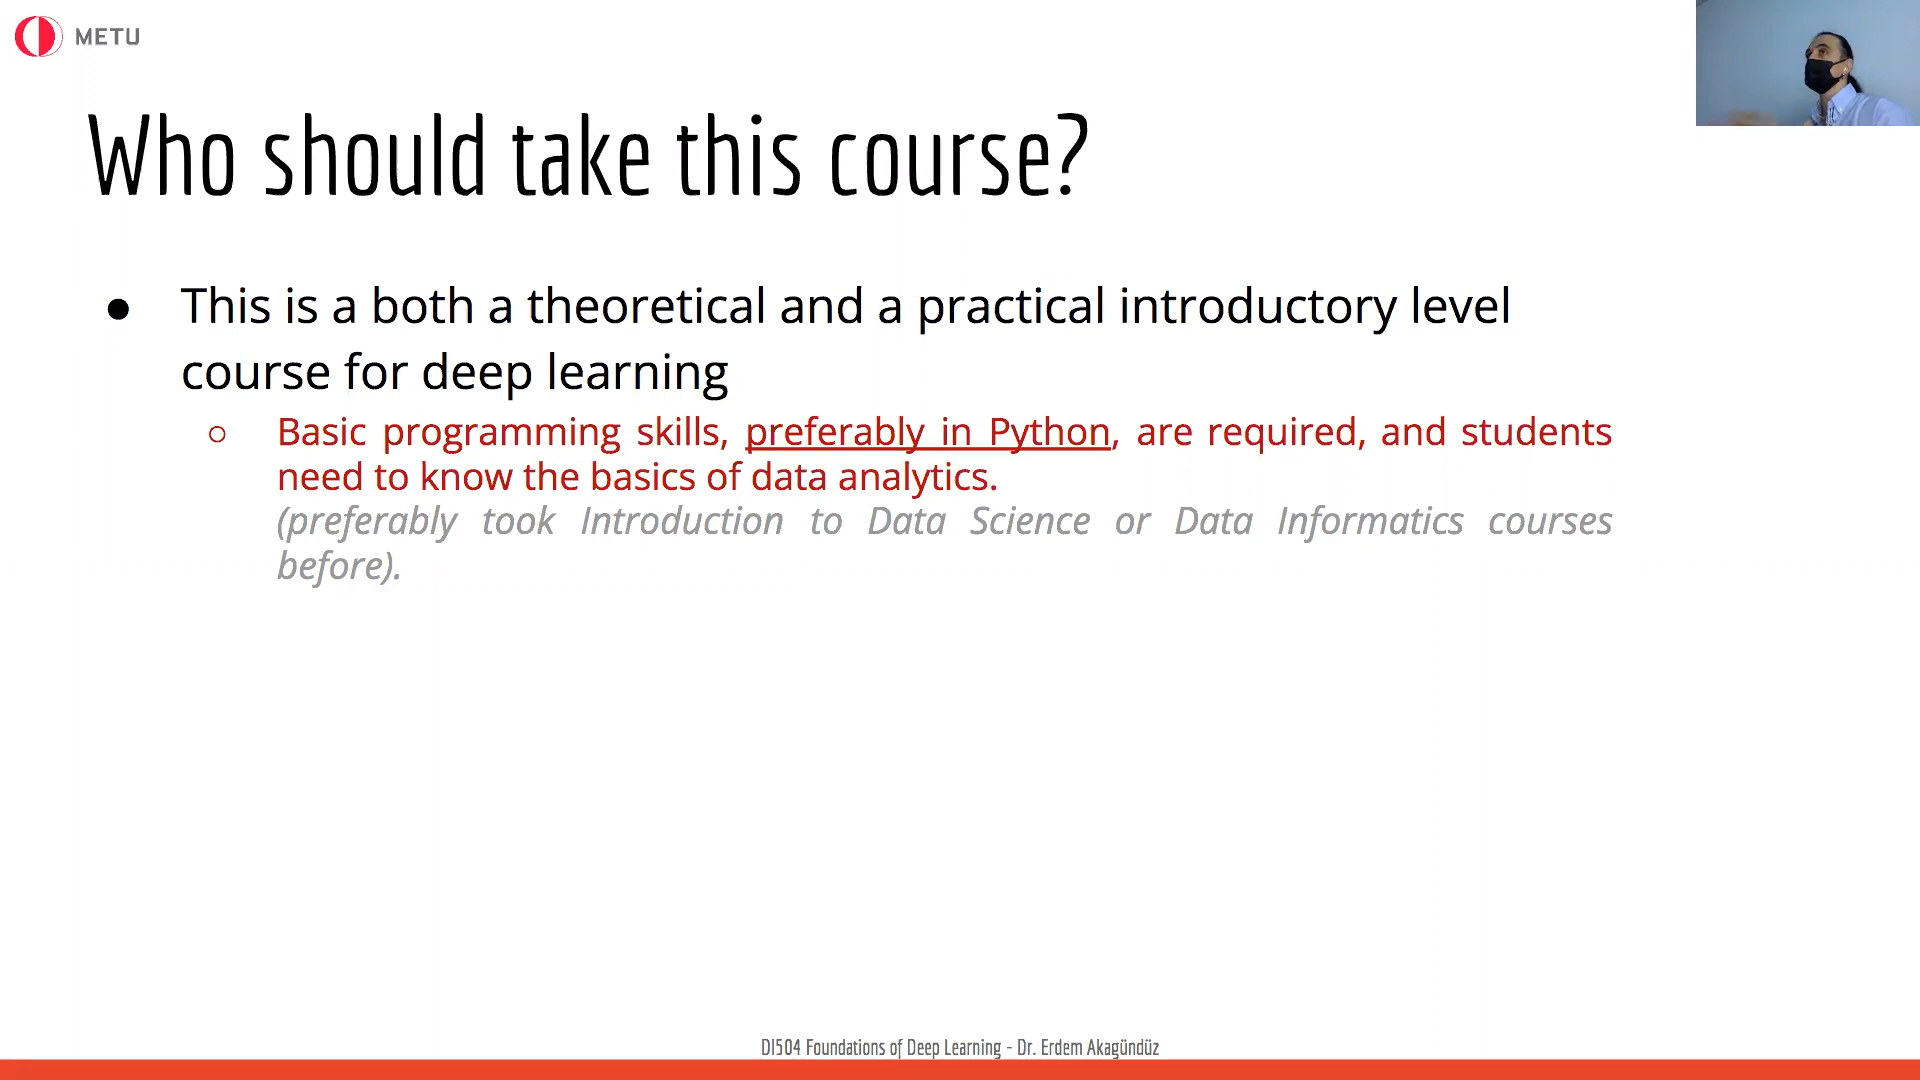 METU
Who should take this course?
● This is a both a theoretical and a practical introductory level
course for deep learning
○ Basic programming skills, preferably in Python, are required, and students
need to know the basics of data analytics.
(preferably took Introduction to Data Science or Data Informatics courses
before).
DI504 Foundations of Deep Learning - Dr. Erdem Akagündüz